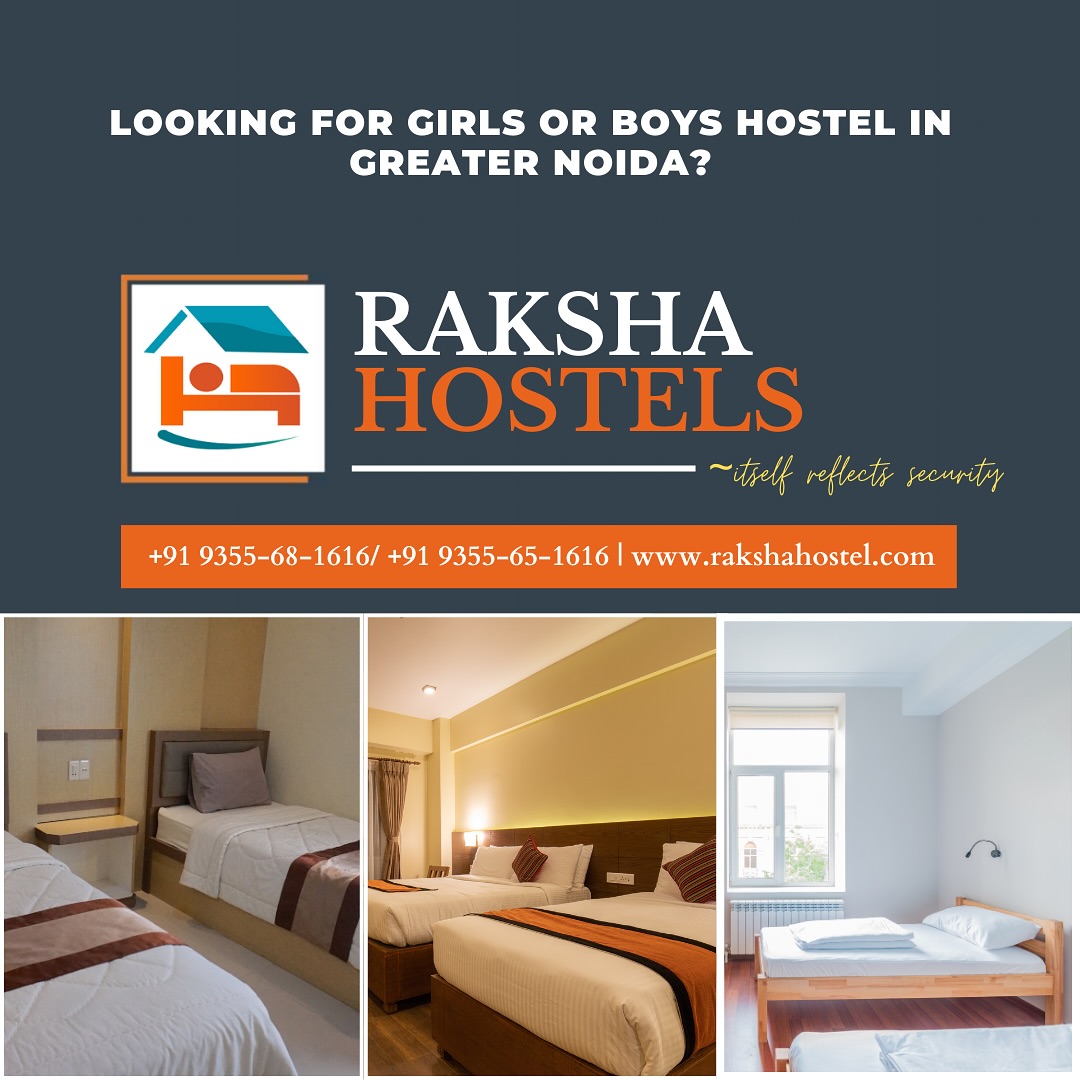 LOOKING FOR GIRLS OR BOYS HOSTEL IN
GREATER NOIDA?
RAKSHA
HOSTELS
~itself reflects security
+91 9355-68-1616/ +91 9355-65-1616 | www.rakshahostel.com